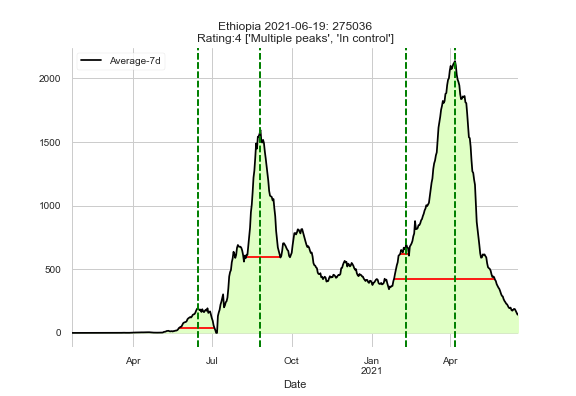 Ethiopia 2021-06-19: 275036
Rating:4 ['Multiple peaks', 'In control']
Average-7d
2000
1500
1000
500
0
Apr Jul Oct Jan Apr
2021
Date